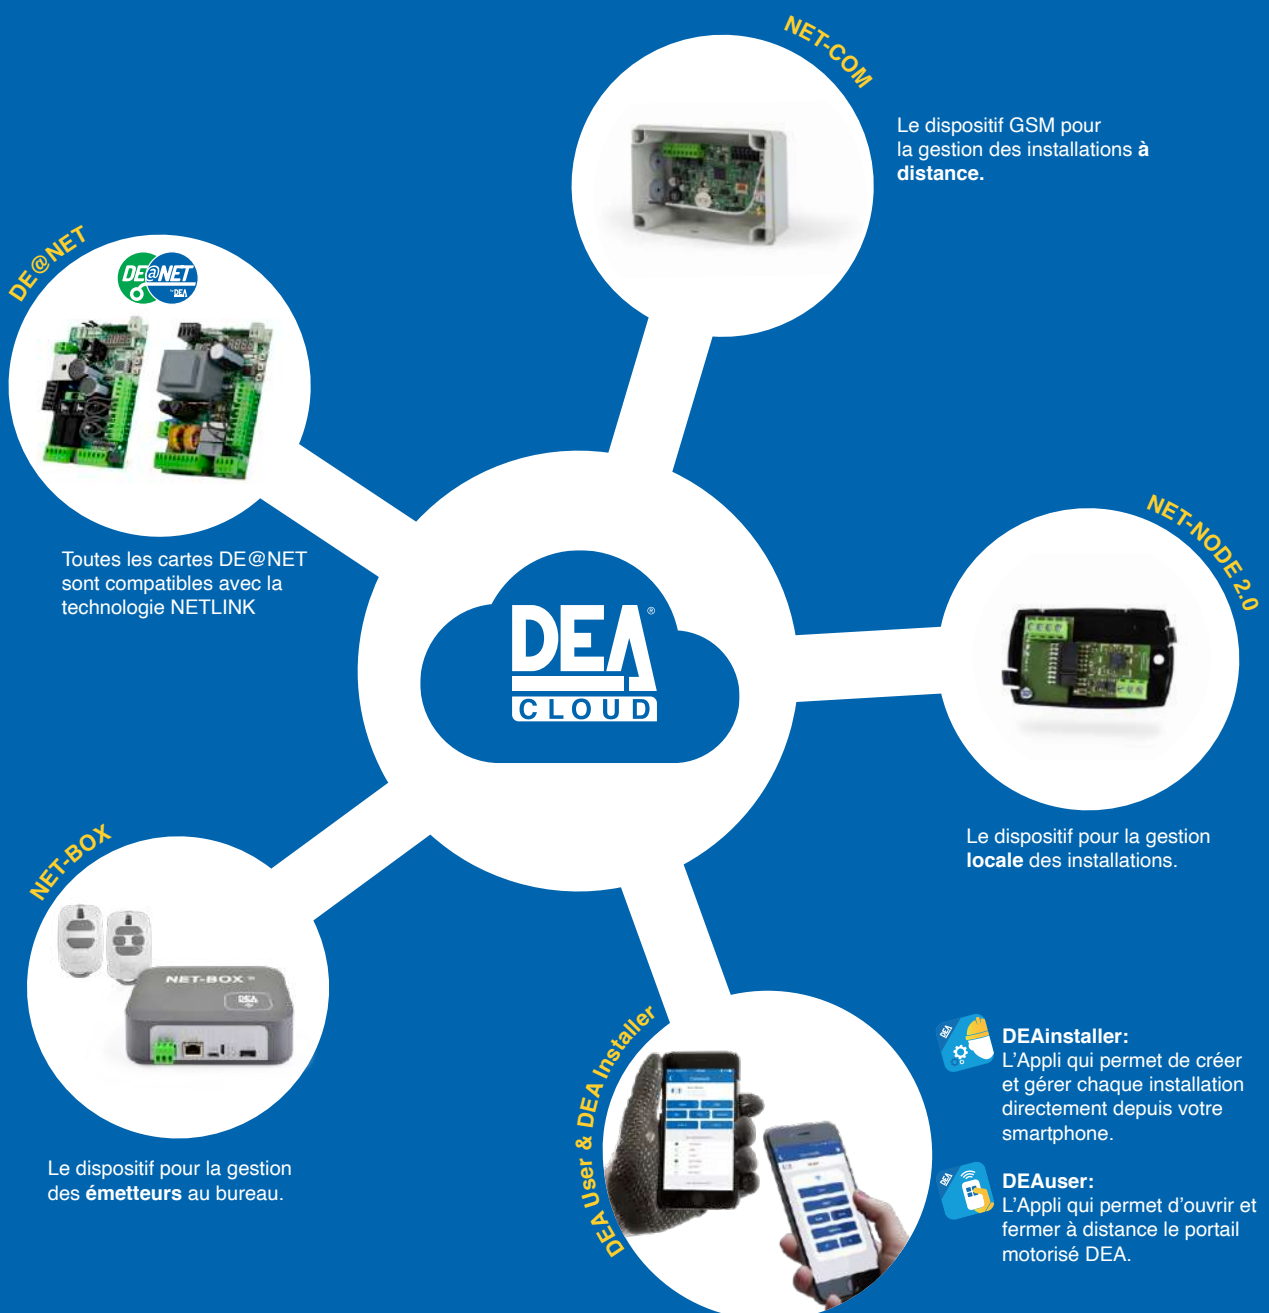 NET-COM
Le dispositif GSM pour
la gestion des installations à
distance.
DE@NET
DE@NET
by DEA
Toutes les cartes DE@NET
sont compatibles avec la
technologie NETLINK
NET-NODE 2.0
Le dispositif pour la gestion
locale des installations.
DEA®
CLOUD
NET-BOX
NET-BOX
DEA
Le dispositif pour la gestion
des émetteurs au bureau.
DEA User & DEA Installer
DEA
DEAinstaller:
L’Appli qui permet de créer
et gérer chaque installation
directement depuis votre
smartphone.
DEA
DEAuser:
L’Appli qui permet d’ouvrir et
fermer à distance le portail
motorisé DEA.